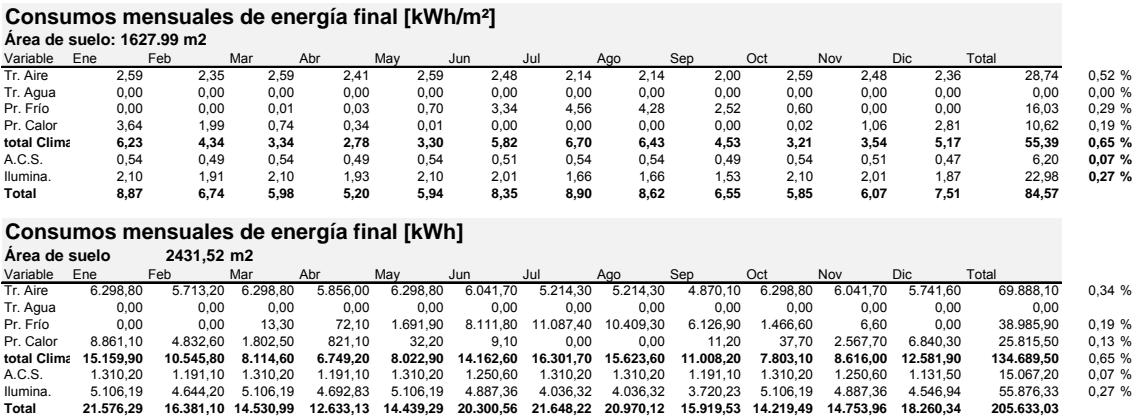 Consumos mensuales de energía final [kWh/m²]
Área de suelo: 1627.99 m2
Variable Ene Feb Mar Abr May Jun Jul Ago Sep Oct Nov Dic Total
Tr. Aire 2,59 2,35 2,59 2,41 2,59 2,48 2,14 2,14 2,00 2,59 2,48 2,36 28,74 0,52 %
Tr. Agua 0,00 0,00 0,00 0,00 0,00 0,00 0,00 0,00 0,00 0,00 0,00 0,00 0,00 0,00 %
Pr. Frío 0,00 0,00 0,01 0,03 0,70 3,34 4,56 4,28 2,52 0,60 0,00 0,00 16,03 0,29 %
Pr. Calor 3,64 1,99 0,74 0,34 0,01 0,00 0,00 0,00 0,00 0,02 1,06 2,81 10,62 0,19 %
total Clima 6,23 4,34 3,34 2,78 3,30 5,82 6,70 6,43 4,53 3,21 3,54 5,17 55,39 0,65 %
A.C.S. 0,54 0,49 0,54 0,49 0,54 0,51 0,54 0,54 0,49 0,54 0,51 0,47 6,20 0,07 %
Ilumina. 2,10 1,91 2,10 1,93 2,10 2,01 1,66 1,66 1,53 2,10 2,01 1,87 22,98 0,27 %
Total 8,87 6,74 5,98 5,20 5,94 8,35 8,90 8,62 6,55 5,85 6,07 7,51 84,57
Consumos mensuales de energía final [kWh]
Área de suelo 2431,52 m2
Variable Ene Feb Mar Abr May Jun Jul Ago Sep Oct Nov Dic Total
Tr. Aire 6.298,80 5.713,20 6.298,80 5.856,00 6.298,80 6.041,70 5.214,30 5.214,30 4.870,10 6.298,80 6.041,70 5.741,60 69.888,10 0,34 %
Tr. Agua 0,00 0,00 0,00 0,00 0,00 0,00 0,00 0,00 0,00 0,00 0,00 0,00 0,00
Pr. Frío 0,00 0,00 13,30 72,10 1.691,90 8.111,80 11.087,40 10.409,30 6.126,90 1.466,60 6,60 0,00 38.985,90 0,19 %
Pr. Calor 8.861,10 4.832,60 1.802,50 821,10 32,20 9,10 0,00 0,00 11,20 37,70 2.567,70 6.840,30 25.815,50 0,13 %
total Clima 15.159,90 10.545,80 8.114,60 6.749,20 8.022,90 14.162,60 16.301,70 15.623,60 11.008,20 7.803,10 8.616,00 12.581,90 134.689,50 0,65 %
A.C.S. 1.310,20 1.191,10 1.310,20 1.191,10 1.310,20 1.250,60 1.310,20 1.310,20 1.191,10 1.310,20 1.250,60 1.131,50 15.067,20 0,07 %
Ilumina. 5.106,19 4.644,20 5.106,19 4.692,83 5.106,19 4.887,36 4.036,32 4.036,32 3.720,23 5.106,19 4.887,36 4.546,94 55.876,33 0,27 %
Total 21.576,29 16.381,10 14.530,99 12.633,13 14.439,29 20.300,56 21.648,22 20.970,12 15.919,53 14.219,49 14.753,96 18.260,34 205.633,03